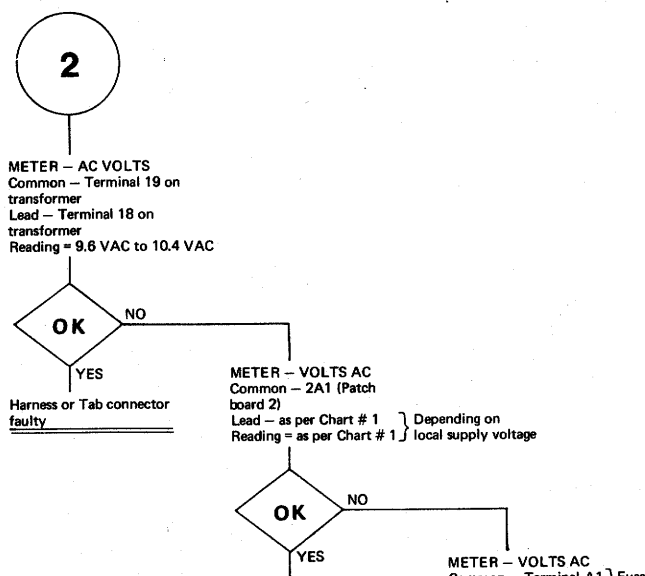 2
METER — AC VOLTS
Common — Terminal 19 on
transformer
Lead — Terminal 18 on
transformer
Reading = 9.6 VAC to 10.4 VAC
OK
NO
YES
Harness or Tab connector
faulty
METER — VOLTS AC
Common — 2A1 (Patch
board 2)
Lead — as per Chart # 1 } Depending on
Reading = as per Chart # 1 } local supply voltage
OK
NO
YES
METER — VOLTS AC
Common — Terminal A1 }